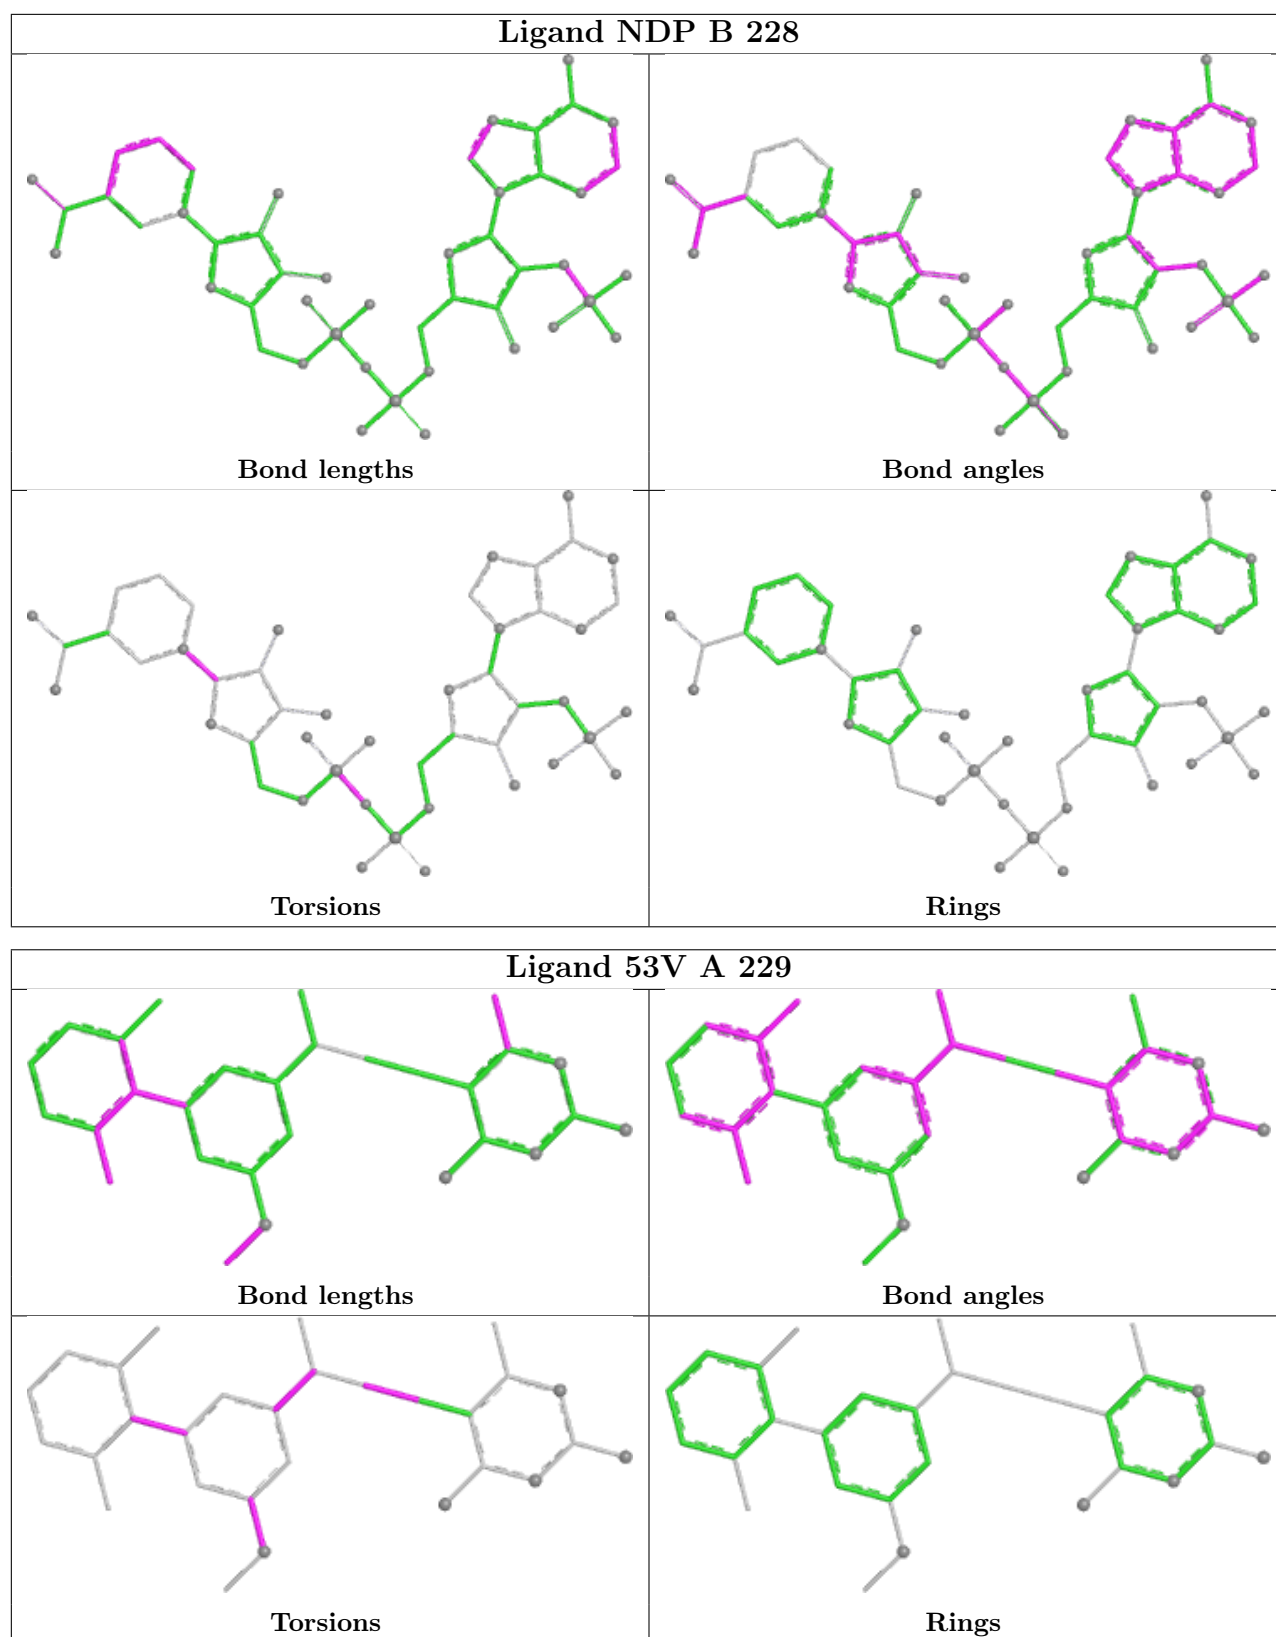 Ligand NDP B 228
Bond lengths
Bond angles
Torsions
Rings
Ligand 53V A 229
Bond lengths
Bond angles
Torsions
Rings